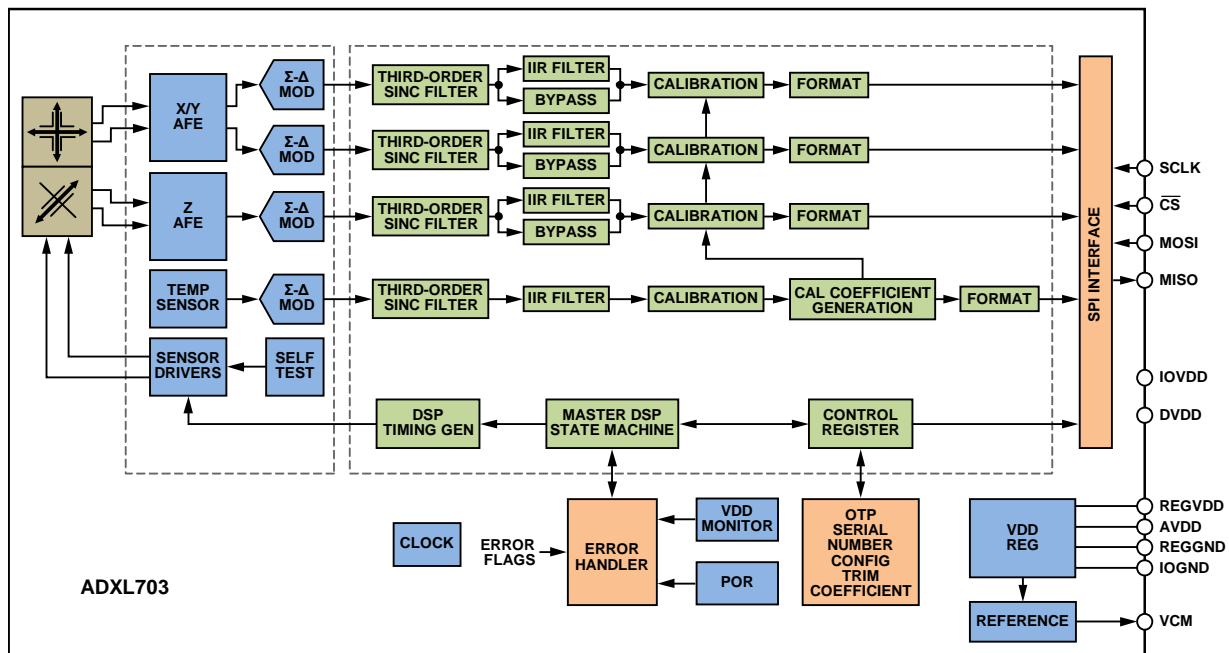 X/Y
AFE
Σ-Δ
MOD
THIRD-ORDER
SINC FILTER
IIR FILTER
BYPASS
CALIBRATION
FORMAT
Σ-Δ
MOD
THIRD-ORDER
SINC FILTER
IIR FILTER
BYPASS
CALIBRATION
FORMAT
Z
AFE
Σ-Δ
MOD
THIRD-ORDER
SINC FILTER
IIR FILTER
BYPASS
CALIBRATION
FORMAT
TEMP
SENSOR
Σ-Δ
MOD
THIRD-ORDER
SINC FILTER
IIR FILTER
CALIBRATION
CAL COEFFICIENT
GENERATION
FORMAT
SENSOR
DRIVERS
SELF
TEST
DSP
TIMING GEN
MASTER DSP
STATE MACHINE
CONTROL
REGISTER
SPI INTERFACE
SCLK
CS
MOSI
MISO
IOVDD
DVDD
CLOCK
ERROR
FLAGS
ERROR
HANDLER
VDD
MONITOR
POR
OTP
SERIAL
NUMBER
CONFIG
TRIM
COEFFICIENT
VDD
REG
REFERENCE
REGVDD
AVDD
REGGND
IOGND
VCM
ADXL703